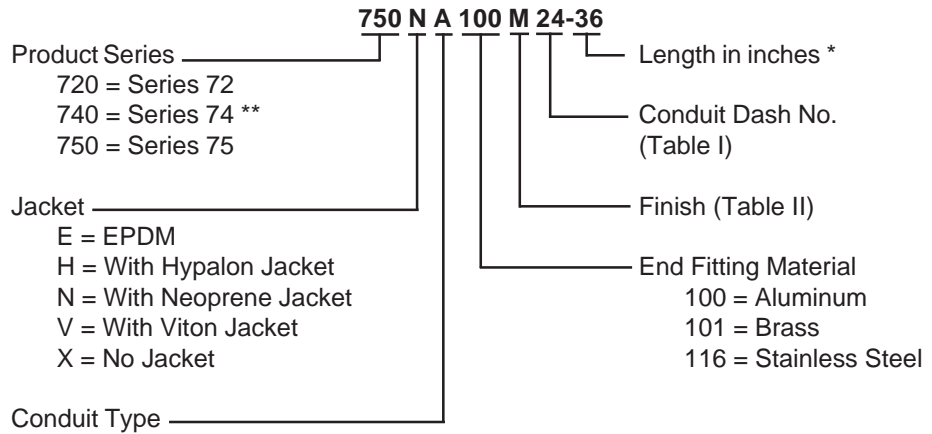 750 N A 100 M 24-36
Product Series
720 = Series 72
740 = Series 74 **
750 = Series 75
Jacket
E = EPDM
H = With Hypalon Jacket
N = With Neoprene Jacket
V = With Viton Jacket
X = No Jacket
Conduit Type
Length in inches *
Conduit Dash No.
(Table I)
Finish (Table II)
End Fitting Material
100 = Aluminum
101 = Brass
116 = Stainless Steel